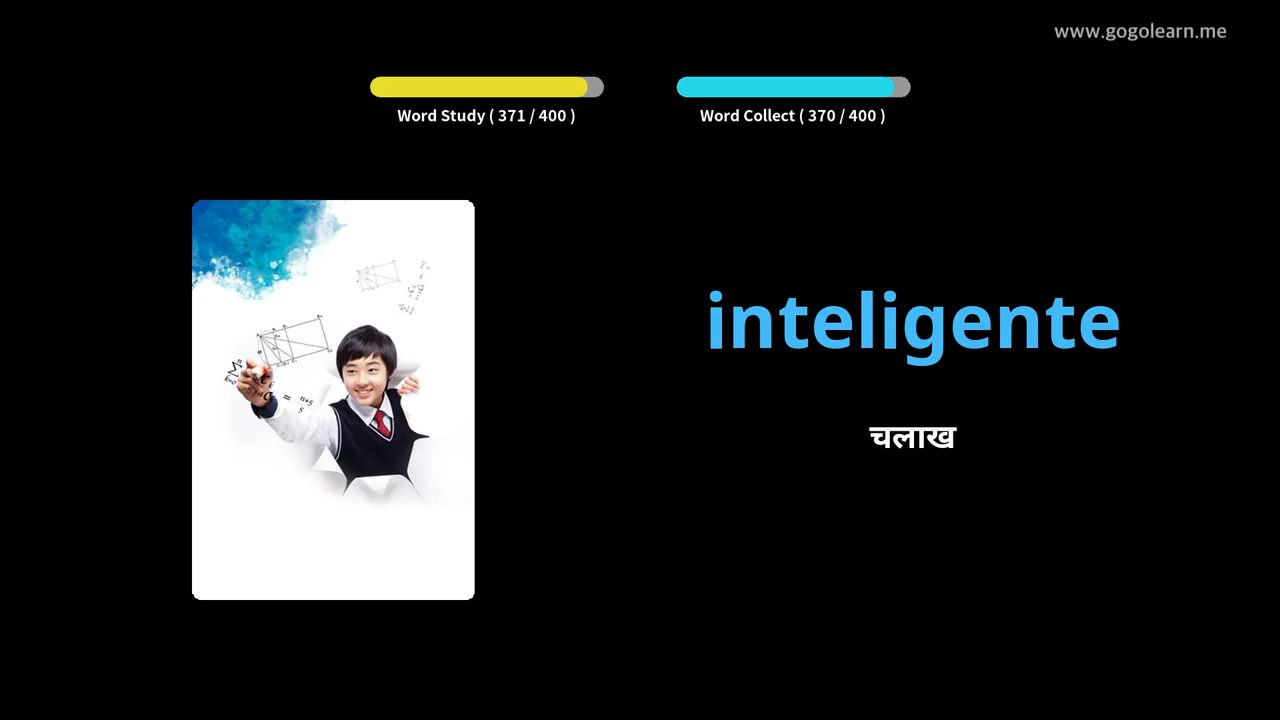 www.gogolearn.me
Word Study ( 371 / 400 )
Word Collect ( 370 / 400 )
inteligente
चलाख